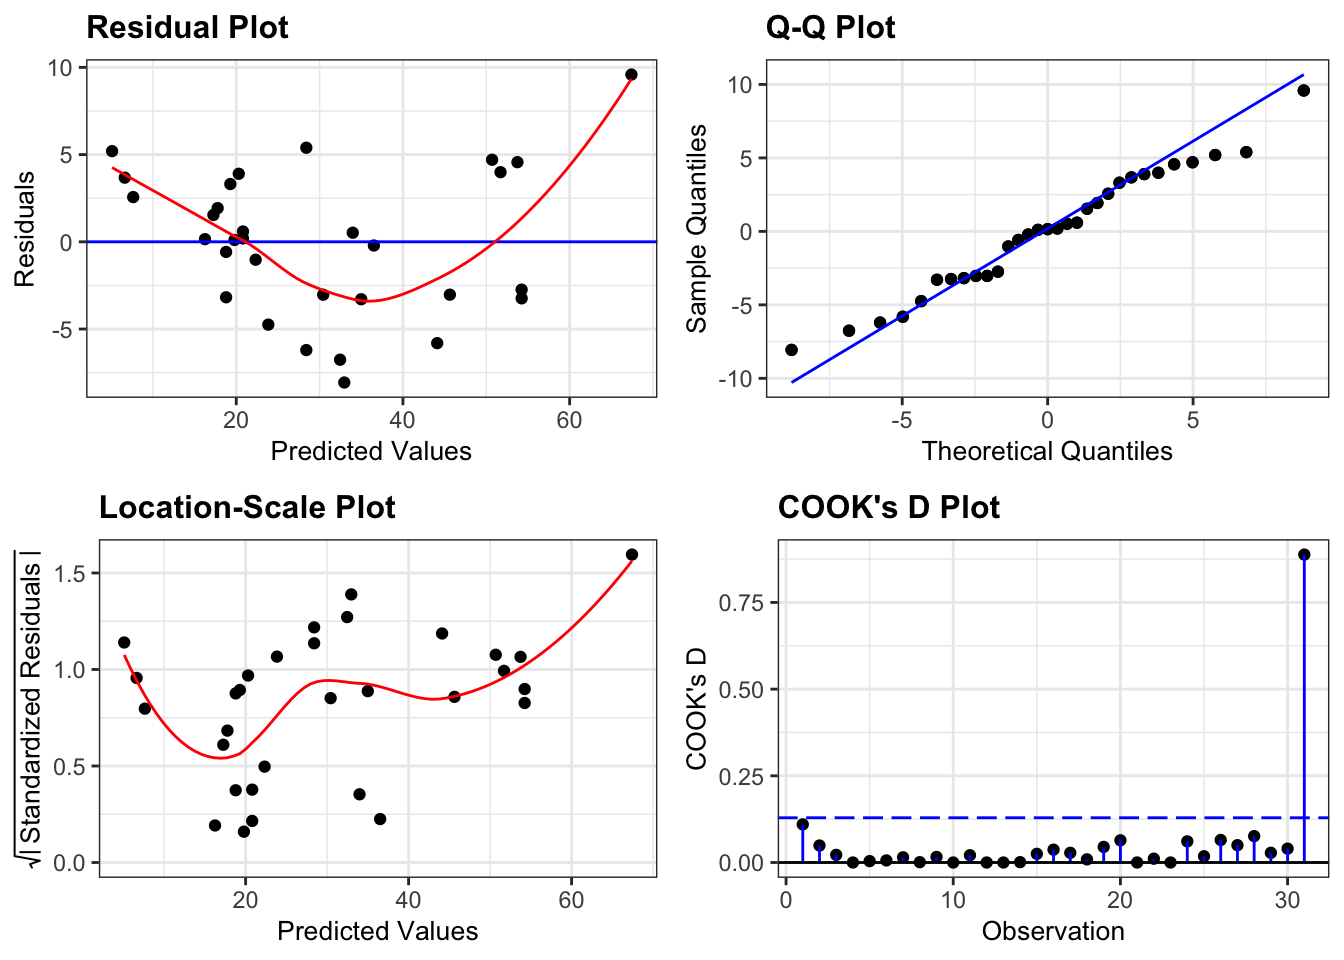 Residual Plot
10
5
0
-5
Residuals
20
40
60
Predicted Values
Q-Q Plot
10
5
0
-5
-10
Sample Quantiles
-5
0
5
Theoretical Quantiles
Location-Scale Plot
1.5
1.0
0.5
0.0
√| Standardized Residuals |
20
40
60
Predicted Values
COOK's D Plot
0.75
0.50
0.25
0.00
COOK's D
0
10
20
30
Observation